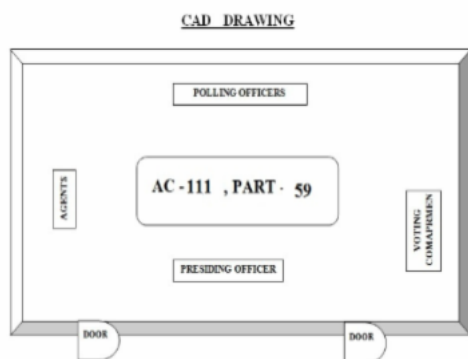 CAD DRAWING
POLLING OFFICERS
AGENTS
AC -111 , PART - 59
VOTING
COMAPRMEN
PRESIDING OFFICER
DOOR
DOOR